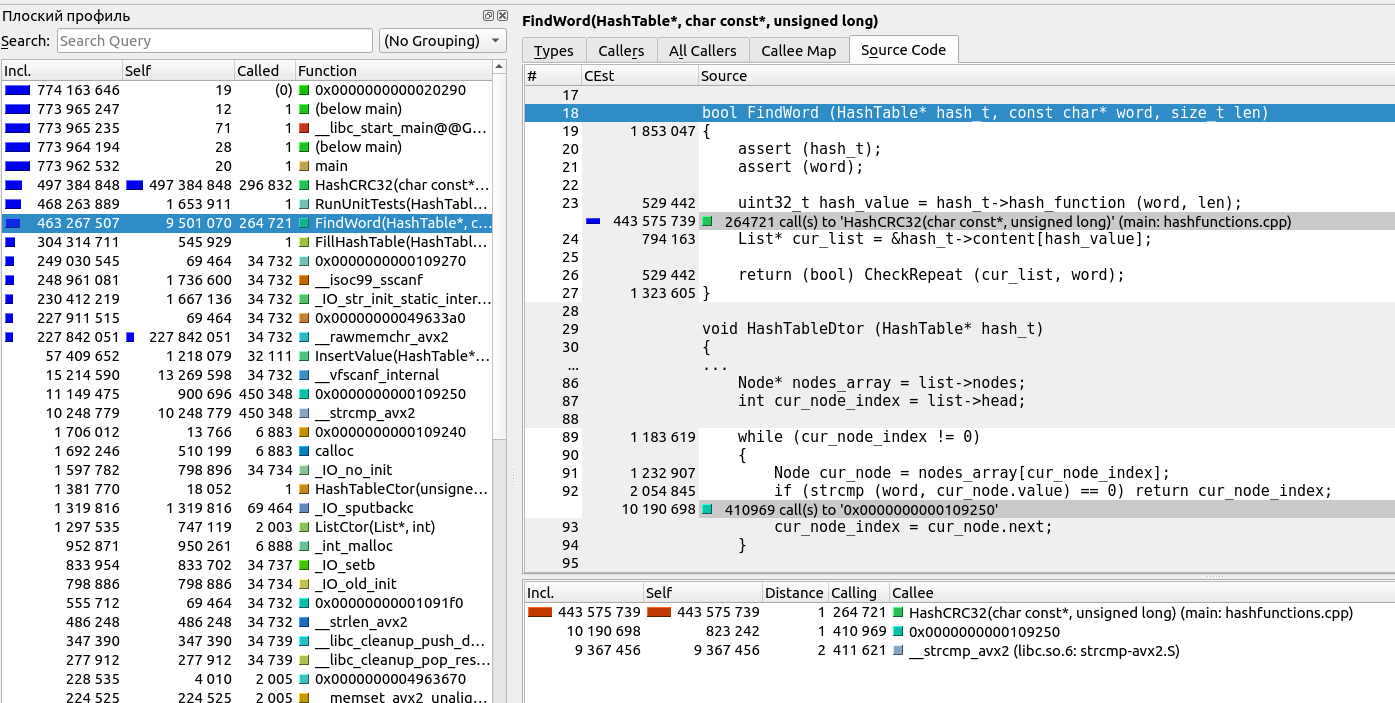 Плоский профиль
Search: Search Query (No Grouping)
Incl. Self Called Function
774 163 646 19 (0) 0x0000000000020290
773 965 247 12 1 (below main)
773 965 235 71 1 __libc_start_main@@G...
773 964 194 28 1 (below main)
773 962 532 20 1 main
497 384 848 497 384 848 296 832 HashCRC32(char const*...
468 263 889 1 653 911 1 RunUnitTests(HashTabl...
463 267 507 9 501 070 264 721 FindWord(HashTable*, c...
304 314 711 545 929 1 FillHashTable(HashTabl...
249 030 545 69 464 34 732 0x0000000000109270
248 961 081 1 736 600 34 732 __isoc99_sscanf
230 412 219 1 667 136 34 732 _IO_str_init_static_inter...
227 911 515 69 464 34 732 0x00000000049633a0
227 842 051 227 842 051 34 732 __rawmemchr_avx2
57 409 652 1 218 079 32 111 InsertValue(HashTable*...
15 214 590 13 269 598 34 732 __vfscanf_internal
11 149 475 900 696 450 348 0x0000000000109250
10 248 779 10 248 779 450 348 __strcmp_avx2
1 706 012 13 766 6 883 0x0000000000109240
1 692 246 510 199 6 883 calloc
1 597 782 798 896 34 734 _IO_no_init
1 381 770 18 052 1 HashTableCtor(unsigne...
1 319 816 1 319 816 69 464 _IO_sputbackc
1 297 535 747 119 2 003 ListCtor(List*, int)
952 871 950 261 6 888 _int_malloc
833 954 833 702 34 737 _IO_setb
798 886 798 886 34 734 _IO_old_init
555 712 69 464 34 732 0x00000000001091f0
486 248 486 248 34 732 __strlen_avx2
347 390 347 390 34 739 __libc_cleanup_push_d...
277 912 277 912 34 739 __libc_cleanup_pop_res...
228 535 4 010 2 005 0x0000000004963670
224 525 224 525 2 005 __memset_avx2_unalig...
FindWord(HashTable*, char const*, unsigned long)
Types Callers All Callers Callee Map Source Code
# CEst Source
17
18 bool FindWord (HashTable* hash_t, const char* word, size_t len)
19 1 853 047 {
20 assert (hash_t);
21 assert (word);
22
23 529 442 uint32_t hash_value = hash_t->hash_function (word, len);
443 575 739 264721 call(s) to 'HashCRC32(char const*, unsigned long)' (main: hashfunctions.cpp)
24 794 163 List* cur_list = &hash_t->content[hash_value];
25
26 529 442 return (bool) CheckRepeat (cur_list, word);
27 1 323 605 }
28
29 void HashTableDtor (HashTable* hash_t)
30 {
... ...
86 Node* nodes_array = list->nodes;
87 int cur_node_index = list->head;
88
89 1 183 619 while (cur_node_index != 0)
90 {
91 1 232 907 Node cur_node = nodes_array[cur_node_index];
92 2 054 845 if (strcmp (word, cur_node.value) == 0) return cur_node_index;
10 190 698 410969 call(s) to '0x0000000000109250'
93 cur_node_index = cur_node.next;
94 }
95
Incl. Self Distance Calling Callee
443 575 739 443 575 739 1 264 721 HashCRC32(char const*, unsigned long) (main: hashfunctions.cpp)
10 190 698 823 242 1 410 969 0x0000000000109250
9 367 456 9 367 456 2 411 621 __strcmp_avx2 (libc.so.6: strcmp-avx2.S)